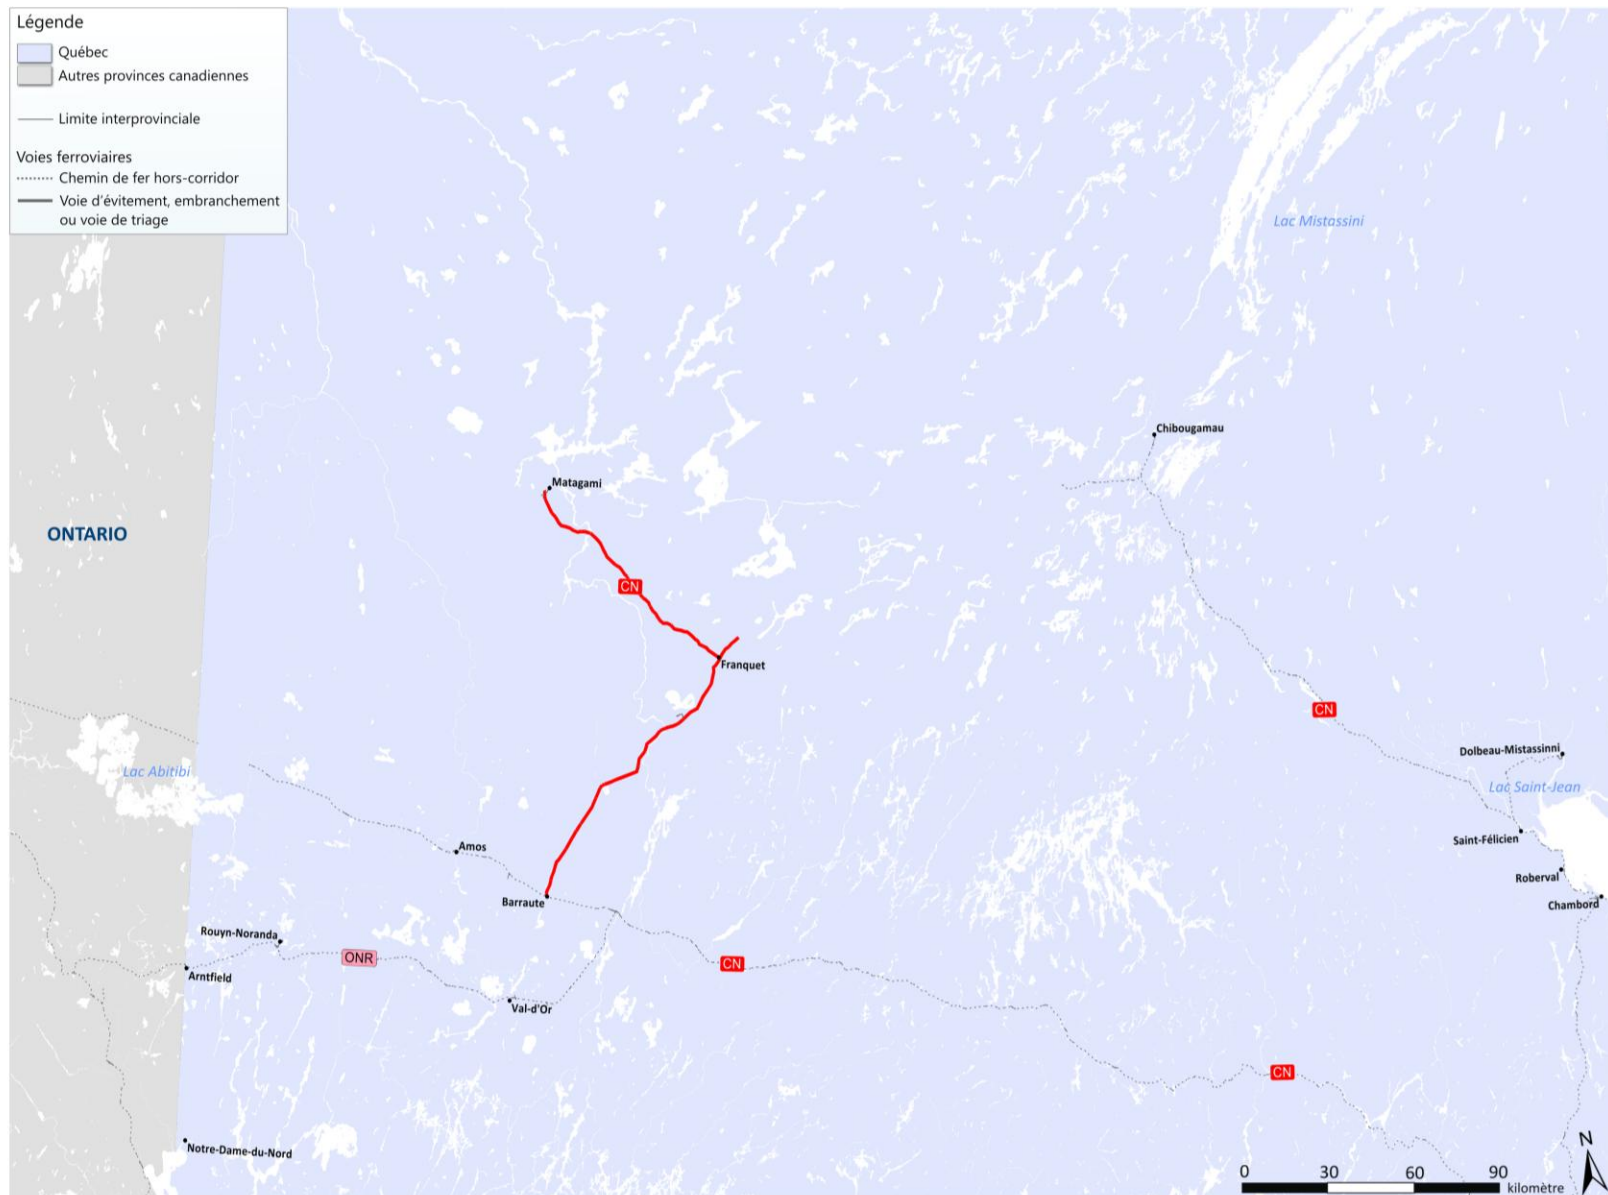 Légende
Québec
Autres provinces canadiennes
Limite interprovinciale
Voies ferroviaires
Chemin de fer hors-corridor
Voie d'évitement, embranchement
ou voie de triage
Lac Mistassini
Chibougamau
Matagami
ONTARIO
CN
Franquet
CN
Dolbeau-Mistassinni
Lac Abitibi
Lac Saint-Jean
Saint-Félicien
Amos
Roberval
Barraute
Chambord
Rouyn-Noranda
ONR
CN
Arntfield
Val-d'Or
CN
Notre-Dame-du-Nord
N
0 30 60 90
kilomètre